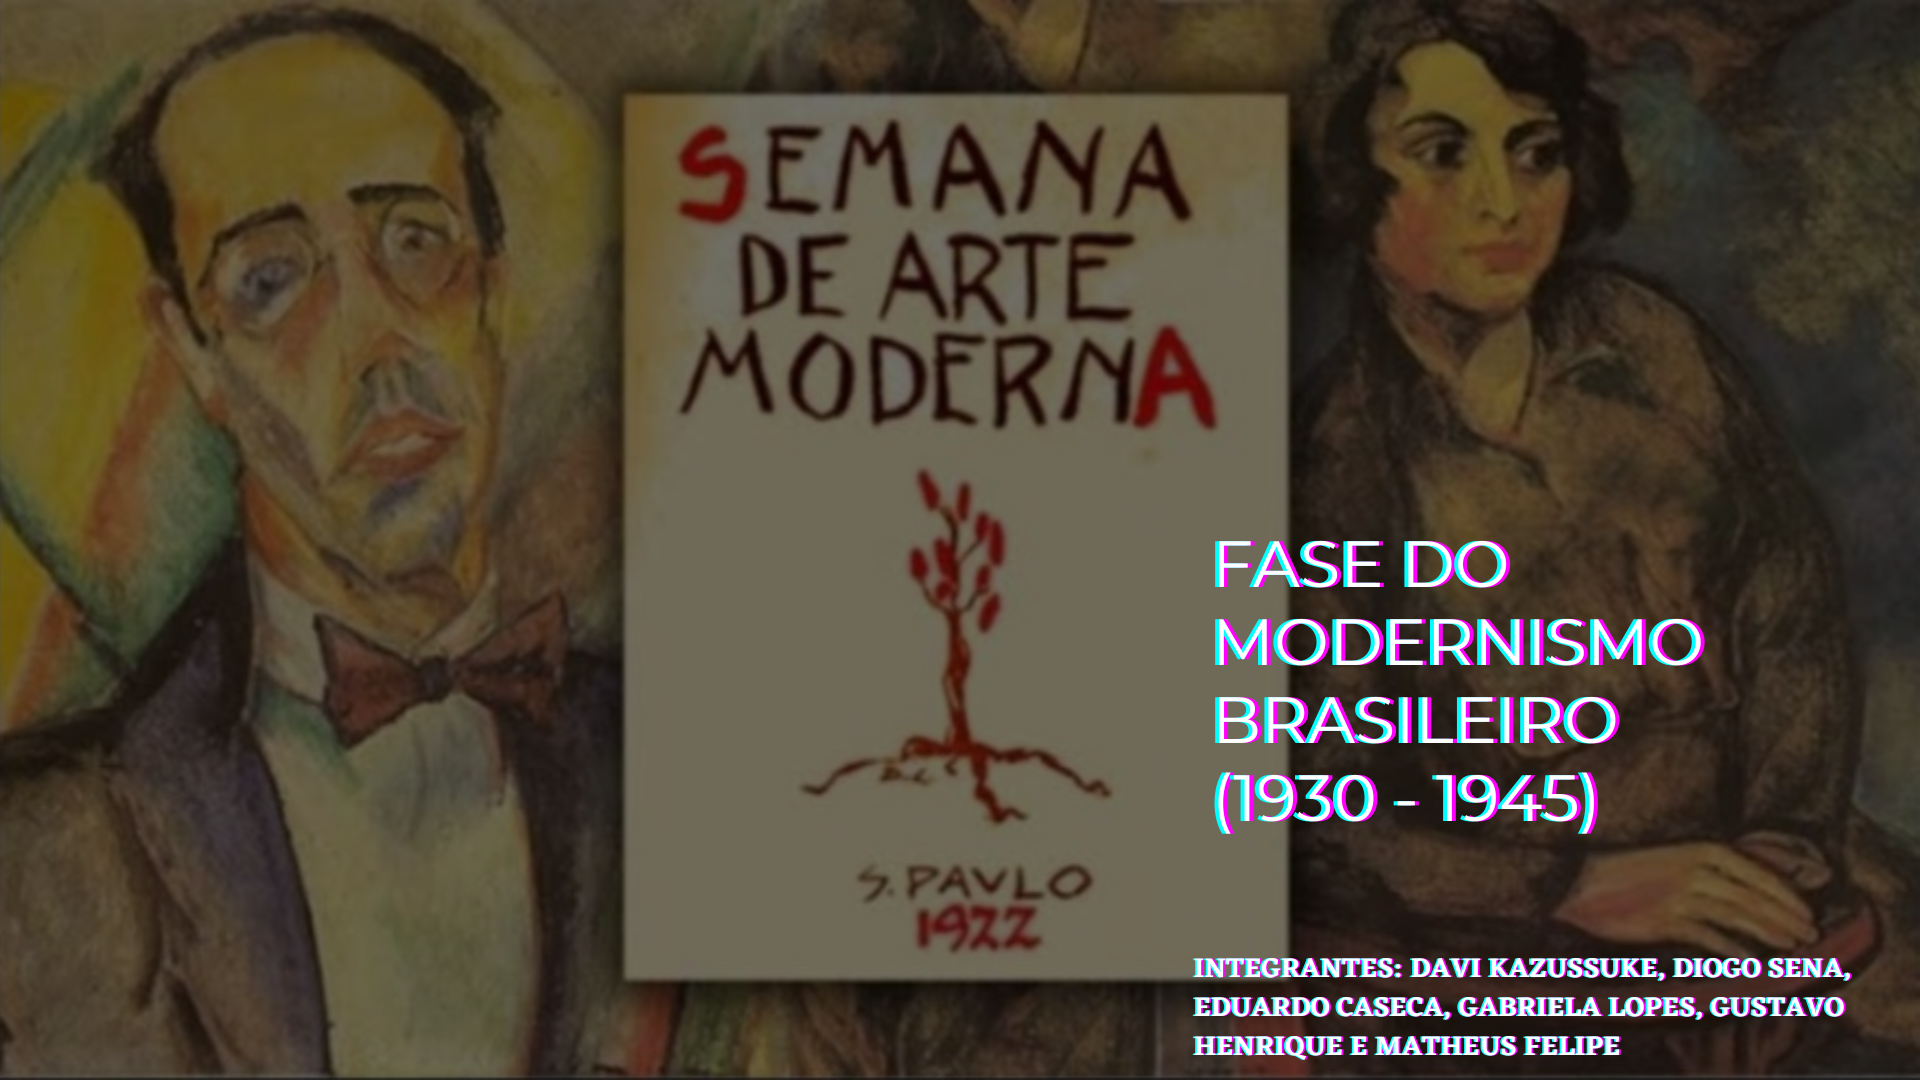 SEMANA
DE ARTE
MODERNA
S. PAVLO
1922
FASE DO
MODERNISMO
BRASILEIRO
(1930 - 1945)
INTEGRANTES: DAVI KAZUSSUKE, DIOGO SENA,
EDUARDO CASECA, GABRIELA LOPES, GUSTAVO
HENRIQUE E MATHEUS FELIPE